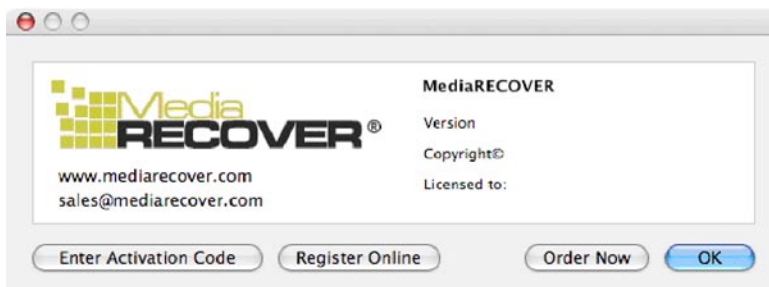 Media
RECOVER®
www.mediarecover.com
sales@mediarecover.com
MediaRECOVER
Version
Copyright©
Licensed to:
Enter Activation Code
Register Online
Order Now
OK